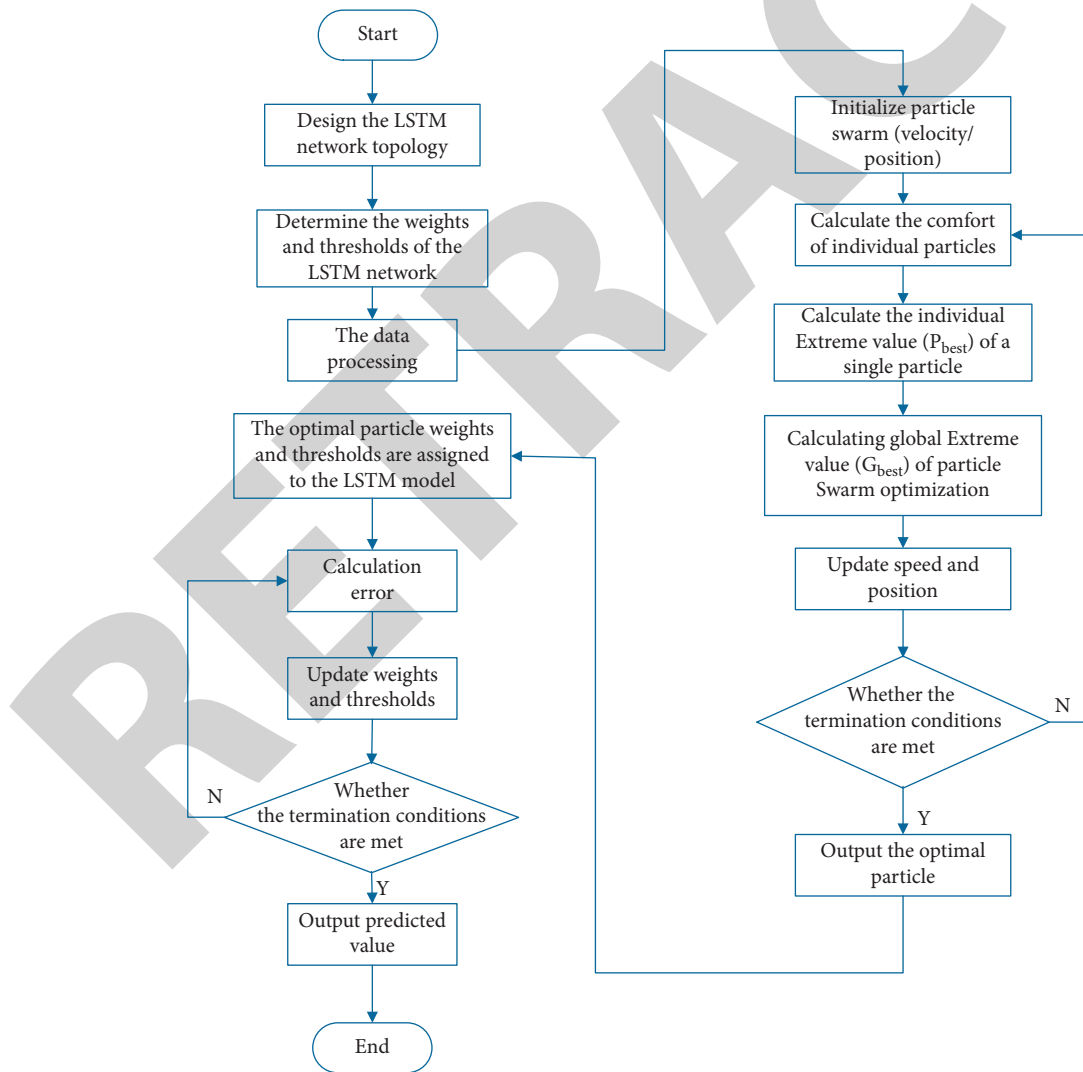 Start
Design the LSTM
network topology
Determine the weights
and thresholds of the
LSTM network
The data
processing
Initialize particle
swarm (velocity/
position)
Calculate the comfort
of individual particles
Calculate the individual
Extreme value (Pbest) of a
single particle
Calculating global Extreme
value (Gbest) of particle
Swarm optimization
Update speed and
position
Whether the
termination conditions
are met
N
Y
Output the optimal
particle
The optimal particle weights
and thresholds are assigned
to the LSTM model
Calculation
error
Update weights
and thresholds
Whether
the termination conditions
are met
N
Y
Output predicted
value
End
RETRAC